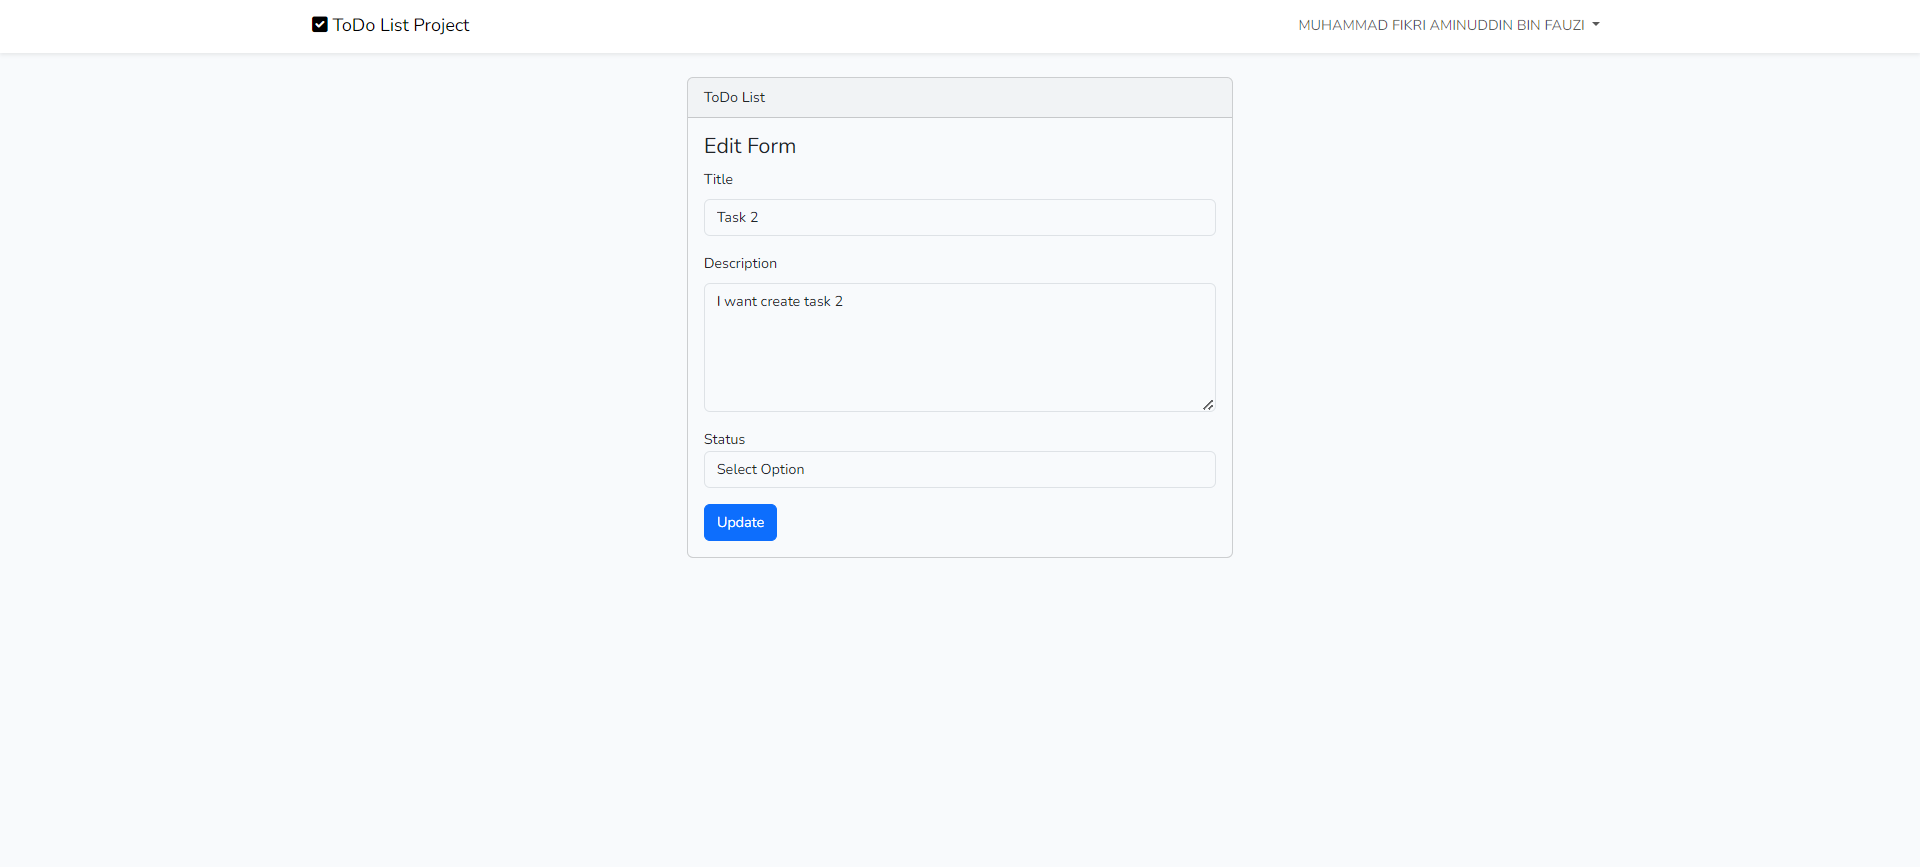 ToDo List Project
MUHAMMAD FIKRI AMINUDDIN BIN FAUZI
ToDo List
Edit Form
Title
Task 2
Description
I want create task 2
Status
Select Option
Update